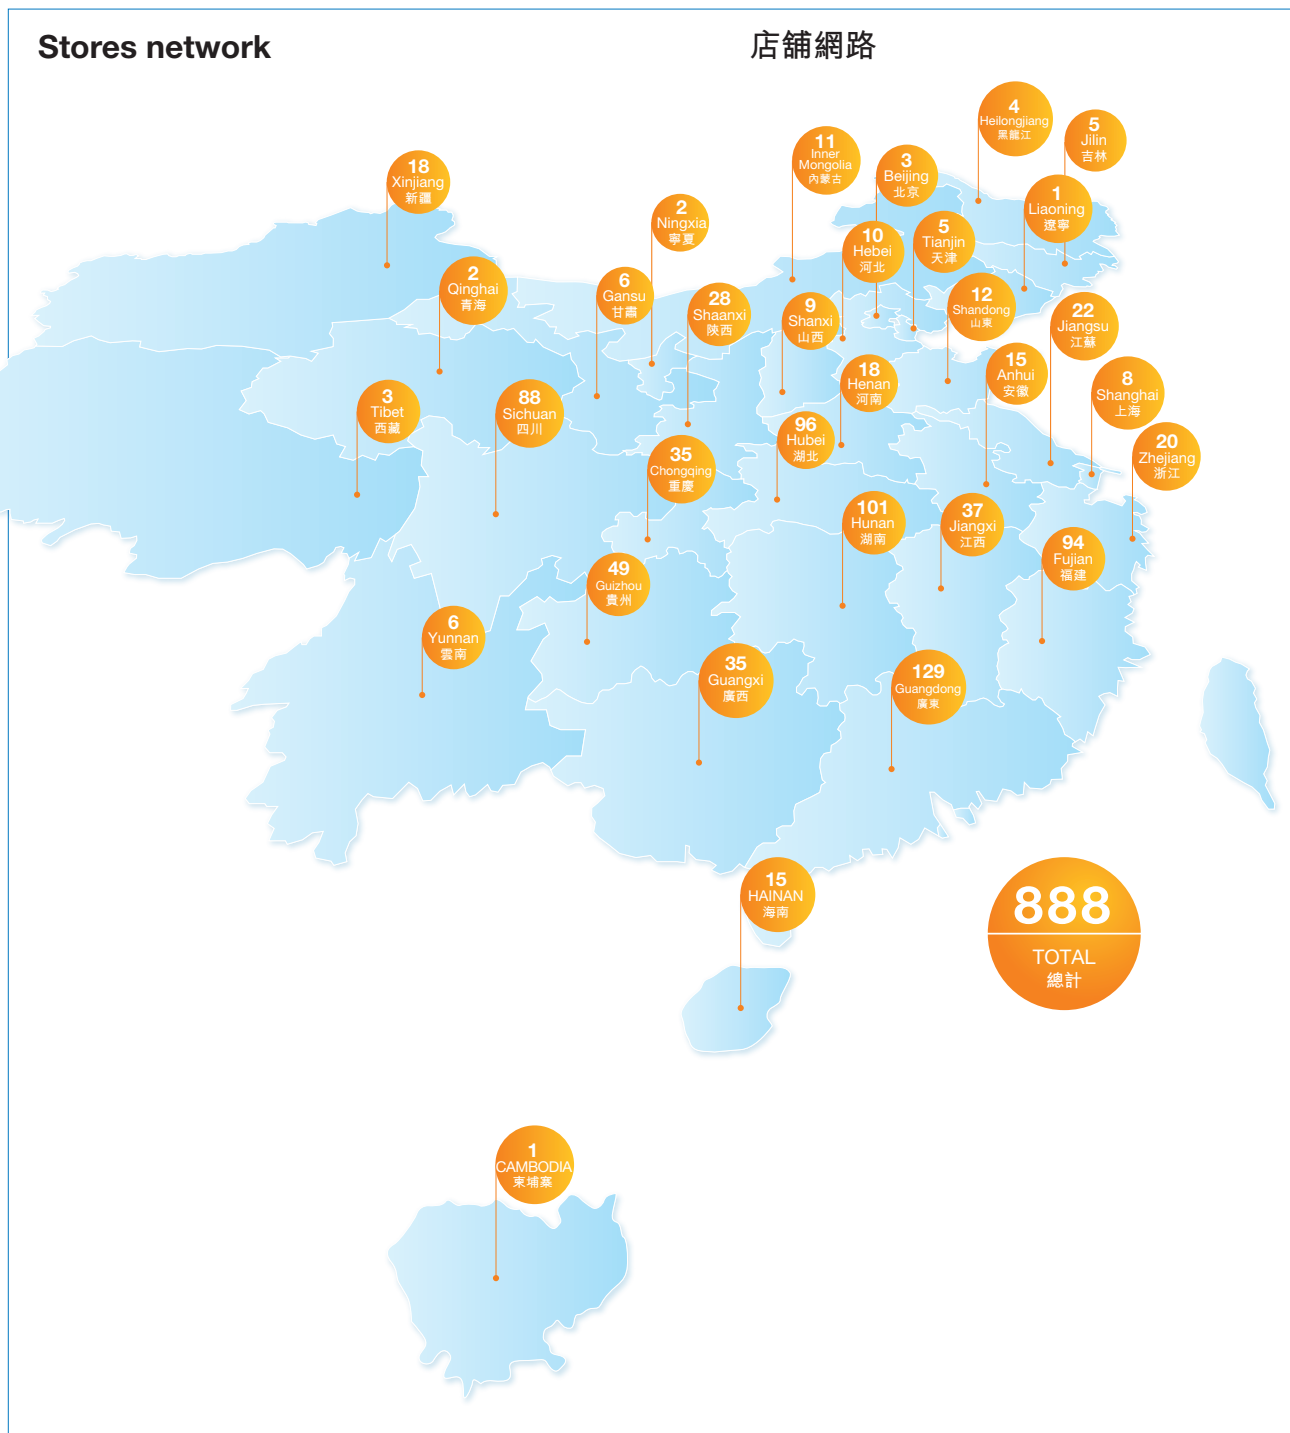 Stores network
店舖網路
4
Heilongjiang
黑龍江
5
Jilin
吉林
11
Inner
Mongolia
內蒙古
3
Beijing
北京
18
Xinjiang
新疆
1
Liaoning
遼寧
2
Ningxia
寧夏
10
Hebei
河北
5
Tianjin
天津
2
Qinghai
青海
6
Gansu
甘肅
28
Shaanxi
陝西
9
Shanxi
山西
12
Shandong
山東
22
Jiangsu
江蘇
18
Henan
河南
15
Anhui
安徽
8
Shanghai
上海
3
Tibet
西藏
88
Sichuan
四川
96
Hubei
湖北
20
Zhejiang
浙江
35
Chongqing
重慶
101
Hunan
湖南
37
Jiangxi
江西
94
Fujian
福建
49
Guizhou
貴州
6
Yunnan
雲南
35
Guangxi
廣西
129
Guangdong
廣東
15
HAINAN
海南
888
TOTAL
總計
1
CAMBODIA
柬埔寨